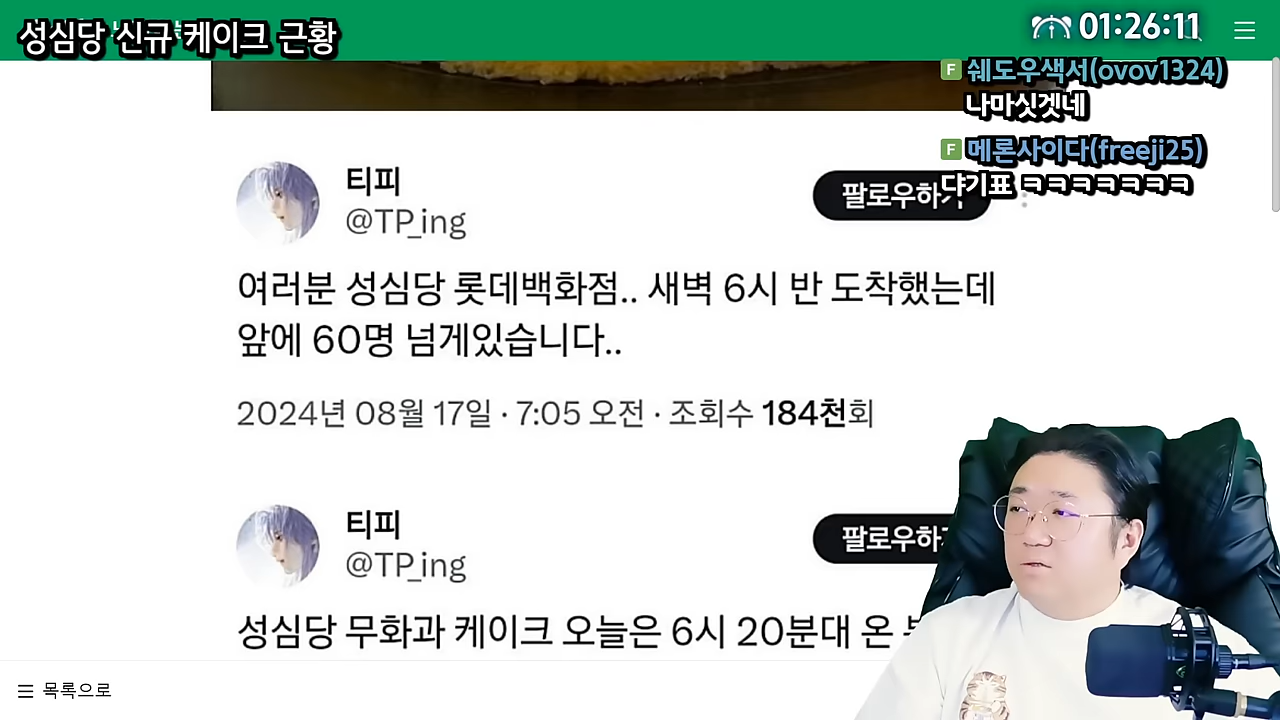 성심당 신규 케이크 근황
01:26:11
F 쉐도우색서(ovov1324)
나마싯겟네
F 메론사이다(freeji25)
댜기표 ㅋㅋㅋㅋㅋㅋㅋ
티피
@TP_ing
팔로우하기
여러분 성심당 롯데백화점.. 새벽 6시 반 도착했는데
앞에 60명 넘게있습니다..
2024년 08월 17일 · 7:05 오전 · 조회수 184천회
티피
@TP_ing
팔로우하기
성심당 무화과 케이크 오늘은 6시 20분대 온
목록으로